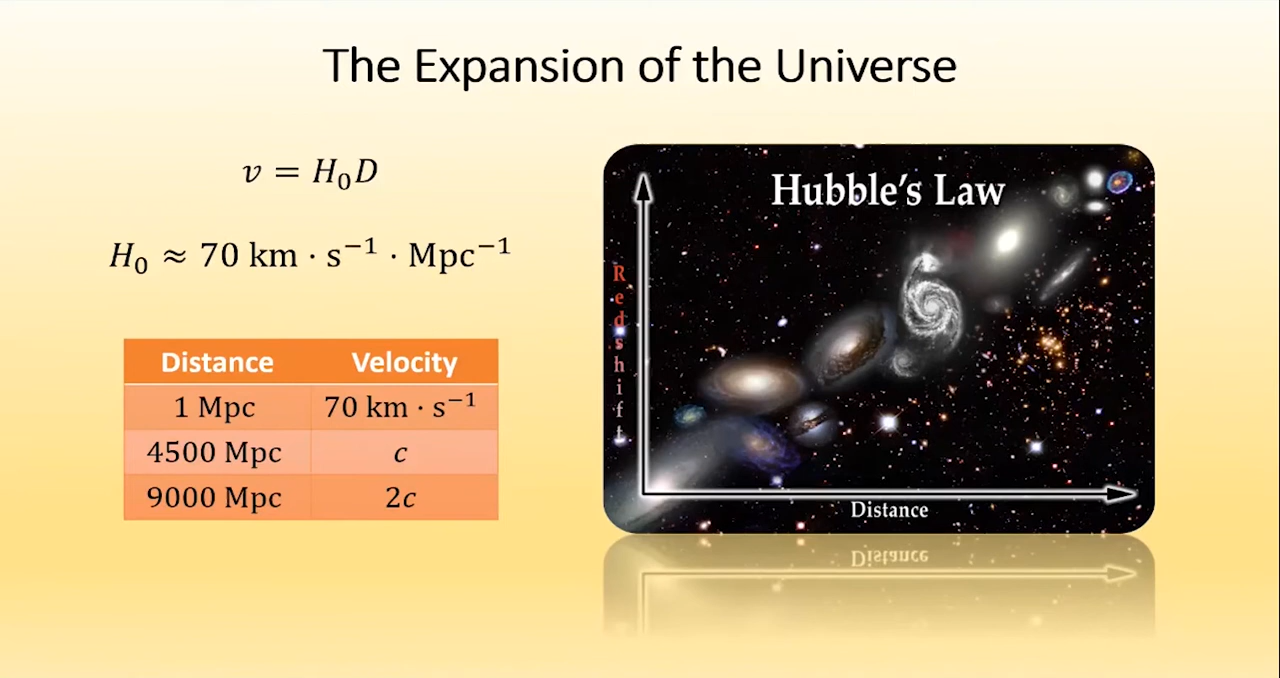 The Expansion of the Universe
v = H₀D
H₀ ≈ 70 km · s⁻¹ · Mpc⁻¹
Distance Velocity
1 Mpc 70 km · s⁻¹
4500 Mpc c
9000 Mpc 2c
Hubble's Law
Redshift
Distance